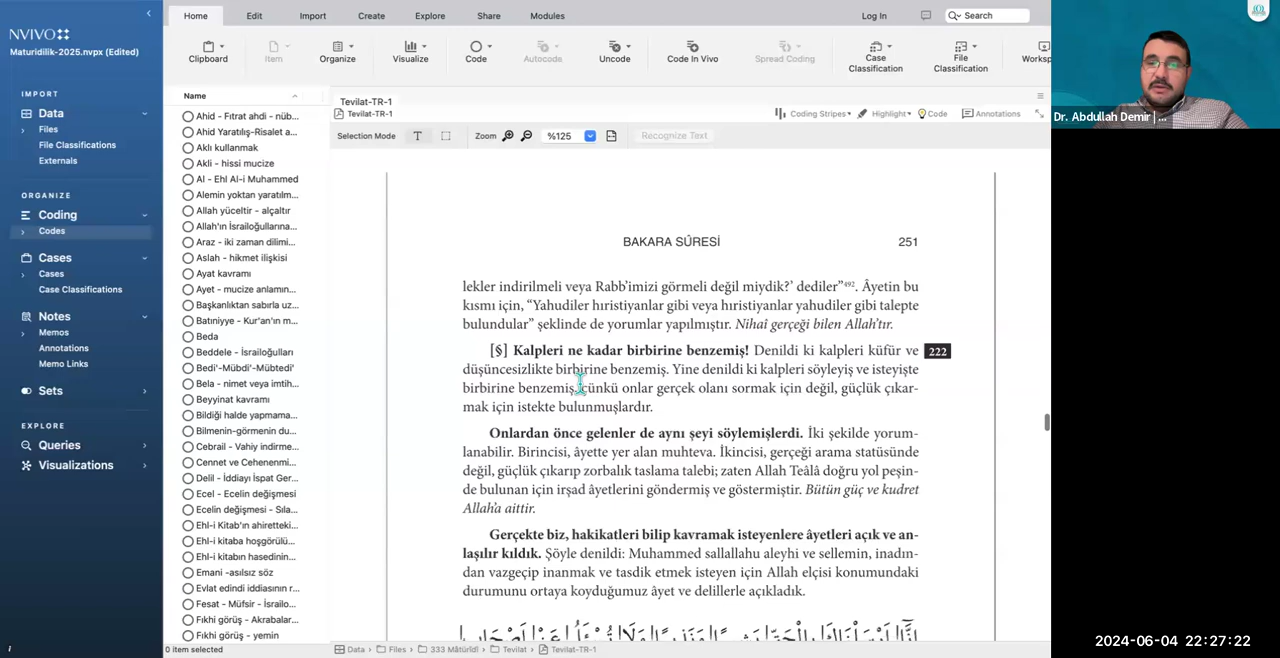 NVIVO
Maturidilik-2025.nvpx (Edited)
IMPORT
Data
Files
File Classifications
Externals
ORGANIZE
Coding
Codes
Cases
Cases
Case Classifications
Notes
Memos
Annotations
Memo Links
Sets
EXPLORE
Queries
Visualizations
Home Edit Import Create Explore Share Modules Log In Search
Clipboard Item Organize Visualize Code Autocode Uncode Code In Vivo Spread Coding Case Classification File Classification Worksp
Name
Ahid - Fıtrat ahdi - nüb...
Ahid Yaratılış-Risalet a...
Aklı kullanmak
Akli - hissi mucize
Al - Ehl Al-i Muhammed
Alemin yoktan yaratılm...
Allah yüceltir - alçaltır
Allah'ın İsrailoğullarına...
Araz - iki zaman dilimi...
Aslah - hikmet ilişkisi
Ayat kavramı
Ayet - mucize anlamın...
Başkanlıktan sabırla uz...
Batıniyye - Kur'an'ın m...
Beda
Beddele - İsrailoğulları
Bedi'-Mübdi'-Mübtedi'
Bela - nimet veya imtih...
Beyyinat kavramı
Bildiği halde yapmama...
Bilmenin-görmenin du...
Cebrail - Vahiy indirme...
Cennet ve Cehenenmi...
Delil - İddiayı İspat Ger...
Ecel - Ecelin değişmesi
Ecelin değişmesi - Sıla...
Ehl-i Kitab'ın ahiretteki...
Ehl-i kitaba hoşgörülü...
Ehl-i kitabın hasedinin...
Emani -asılsız söz
Evlat edindi iddiasının r...
Fesat - Müfsir - İsrailo...
Fıkhi görüş - Akrabalar...
Fıkhi görüş - yemin
0 item selected
Tevilat-TR-1
Tevilat-TR-1 Coding Stripes Highlight Code Annotations
Selection Mode T Zoom %125 Recognize Text
BAKARA SÛRESİ 251
lekler indirilmeli veya Rabb'imizi görmeli değil miydik?' dediler"⁴⁹². Âyetin bu
kısmı için, "Yahudiler hıristiyanlar gibi veya hıristiyanlar yahudiler gibi talepte
bulundular" şeklinde de yorumlar yapılmıştır. Nihaî gerçeği bilen Allah'tır.
[§] Kalpleri ne kadar birbirine benzemiş! Denildi ki kalpleri küfür ve 222
düşüncesizlikte birbirine benzemiş. Yine denildi ki kalpleri söyleyiş ve isteyişte
birbirine benzemiş, çünkü onlar gerçek olanı sormak için değil, güçlük çıkar-
mak için istekte bulunmuşlardır.
Onlardan önce gelenler de aynı şeyi söylemişlerdi. İki şekilde yorum-
lanabilir. Birincisi, âyette yer alan muhteva. İkincisi, gerçeği arama statüsünde
değil, güçlük çıkarıp zorbalık taslama talebi; zaten Allah Teâlâ doğru yol peşin-
de bulunan için irşad âyetlerini göndermiş ve göstermiştir. Bütün güç ve kudret
Allah'a aittir.
Gerçekte biz, hakikatleri bilip kavramak isteyenlere âyetleri açık ve an-
laşılır kıldık. Şöyle denildi: Muhammed sallallahu aleyhi ve sellemin, inadın-
dan vazgeçip inanmak ve tasdik etmek isteyen için Allah elçisi konumundaki
durumunu ortaya koyduğumuz âyet ve delillerle açıkladık.
Data Files 333 Mâtürîdî Tevilat Tevilat-TR-1
Dr. Abdullah Demir | ...
2024-06-04 22:27:22